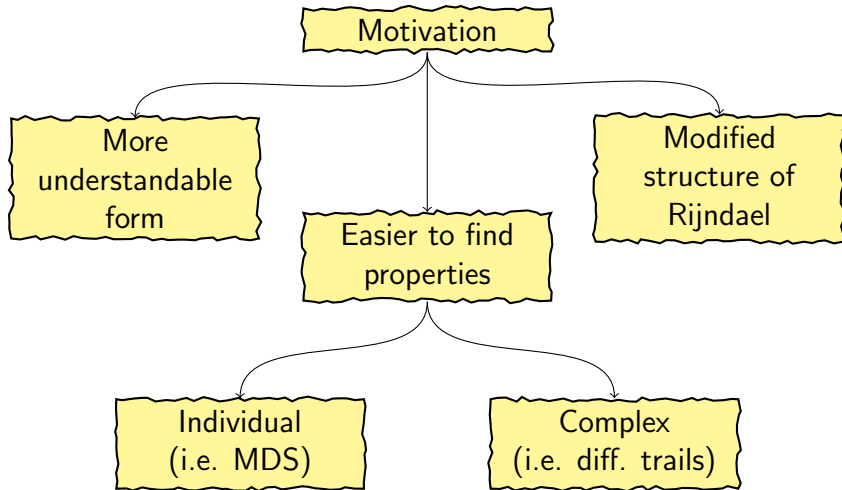 Motivation
More
understandable
form
Modified
structure of
Rijndael
Easier to find
properties
Individual
(i.e. MDS)
Complex
(i.e. diff. trails)